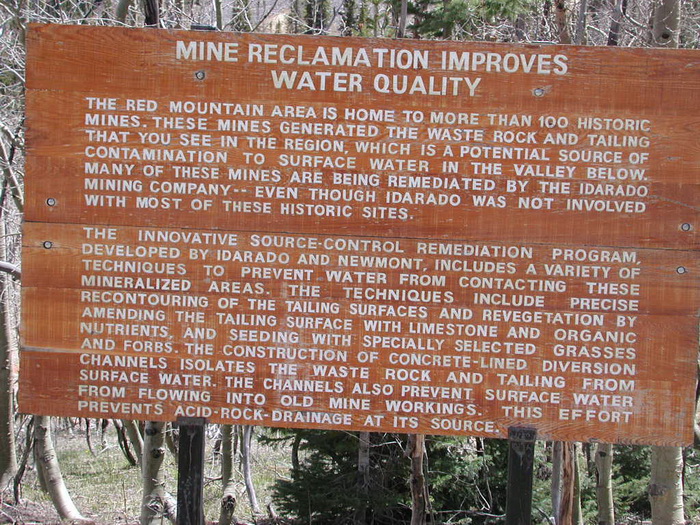 MINE RECLAMATION IMPROVES
WATER QUALITY
THE RED MOUNTAIN AREA IS HOME TO MORE THAN 100 HISTORIC
MINES. THESE MINES GENERATED THE WASTE ROCK AND TAILING
THAT YOU SEE IN THE REGION, WHICH IS A POTENTIAL SOURCE OF
CONTAMINATION TO SURFACE WATER IN THE VALLEY BELOW.
MANY OF THESE MINES ARE BEING REMEDIATED BY THE IDARADO
MINING COMPANY-- EVEN THOUGH IDARADO WAS NOT INVOLVED
WITH MOST OF THESE HISTORIC SITES.
THE INNOVATIVE SOURCE-CONTROL REMEDIATION PROGRAM,
DEVELOPED BY IDARADO AND NEWMONT, INCLUDES A VARIETY OF
TECHNIQUES TO PREVENT WATER FROM CONTACTING THESE
MINERALIZED AREAS. THE TECHNIQUES INCLUDE PRECISE
RECONTOURING OF THE TAILING SURFACES AND REVEGETATION BY
AMENDING THE TAILING SURFACE WITH LIMESTONE AND ORGANIC
NUTRIENTS, AND SEEDING WITH SPECIALLY SELECTED GRASSES
AND FORBS. THE CONSTRUCTION OF CONCRETE-LINED DIVERSION
CHANNELS ISOLATES THE WASTE ROCK AND TAILING FROM
SURFACE WATER. THE CHANNELS ALSO PREVENT SURFACE WATER
FROM FLOWING INTO OLD MINE WORKINGS. THIS EFFORT
PREVENTS ACID-ROCK-DRAINAGE AT ITS SOURCE.